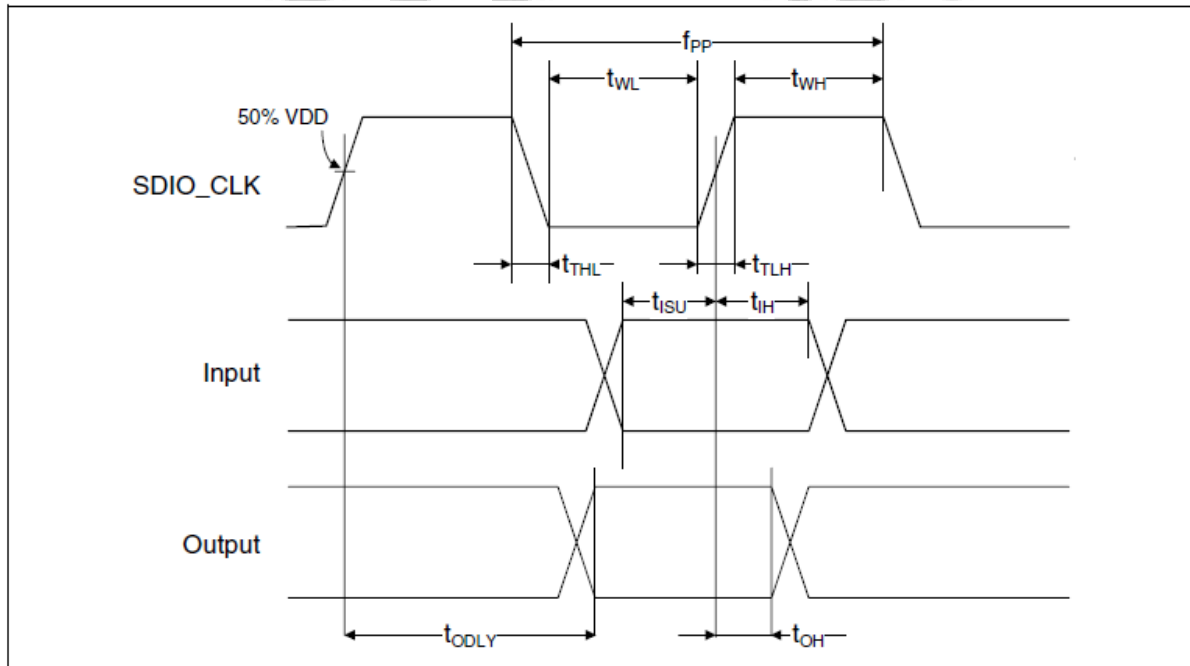 fPP
tWL
tWH
50% VDD
SDIO_CLK
tTHL
tTLH
tISU
tIH
Input
Output
tODLY
tOH